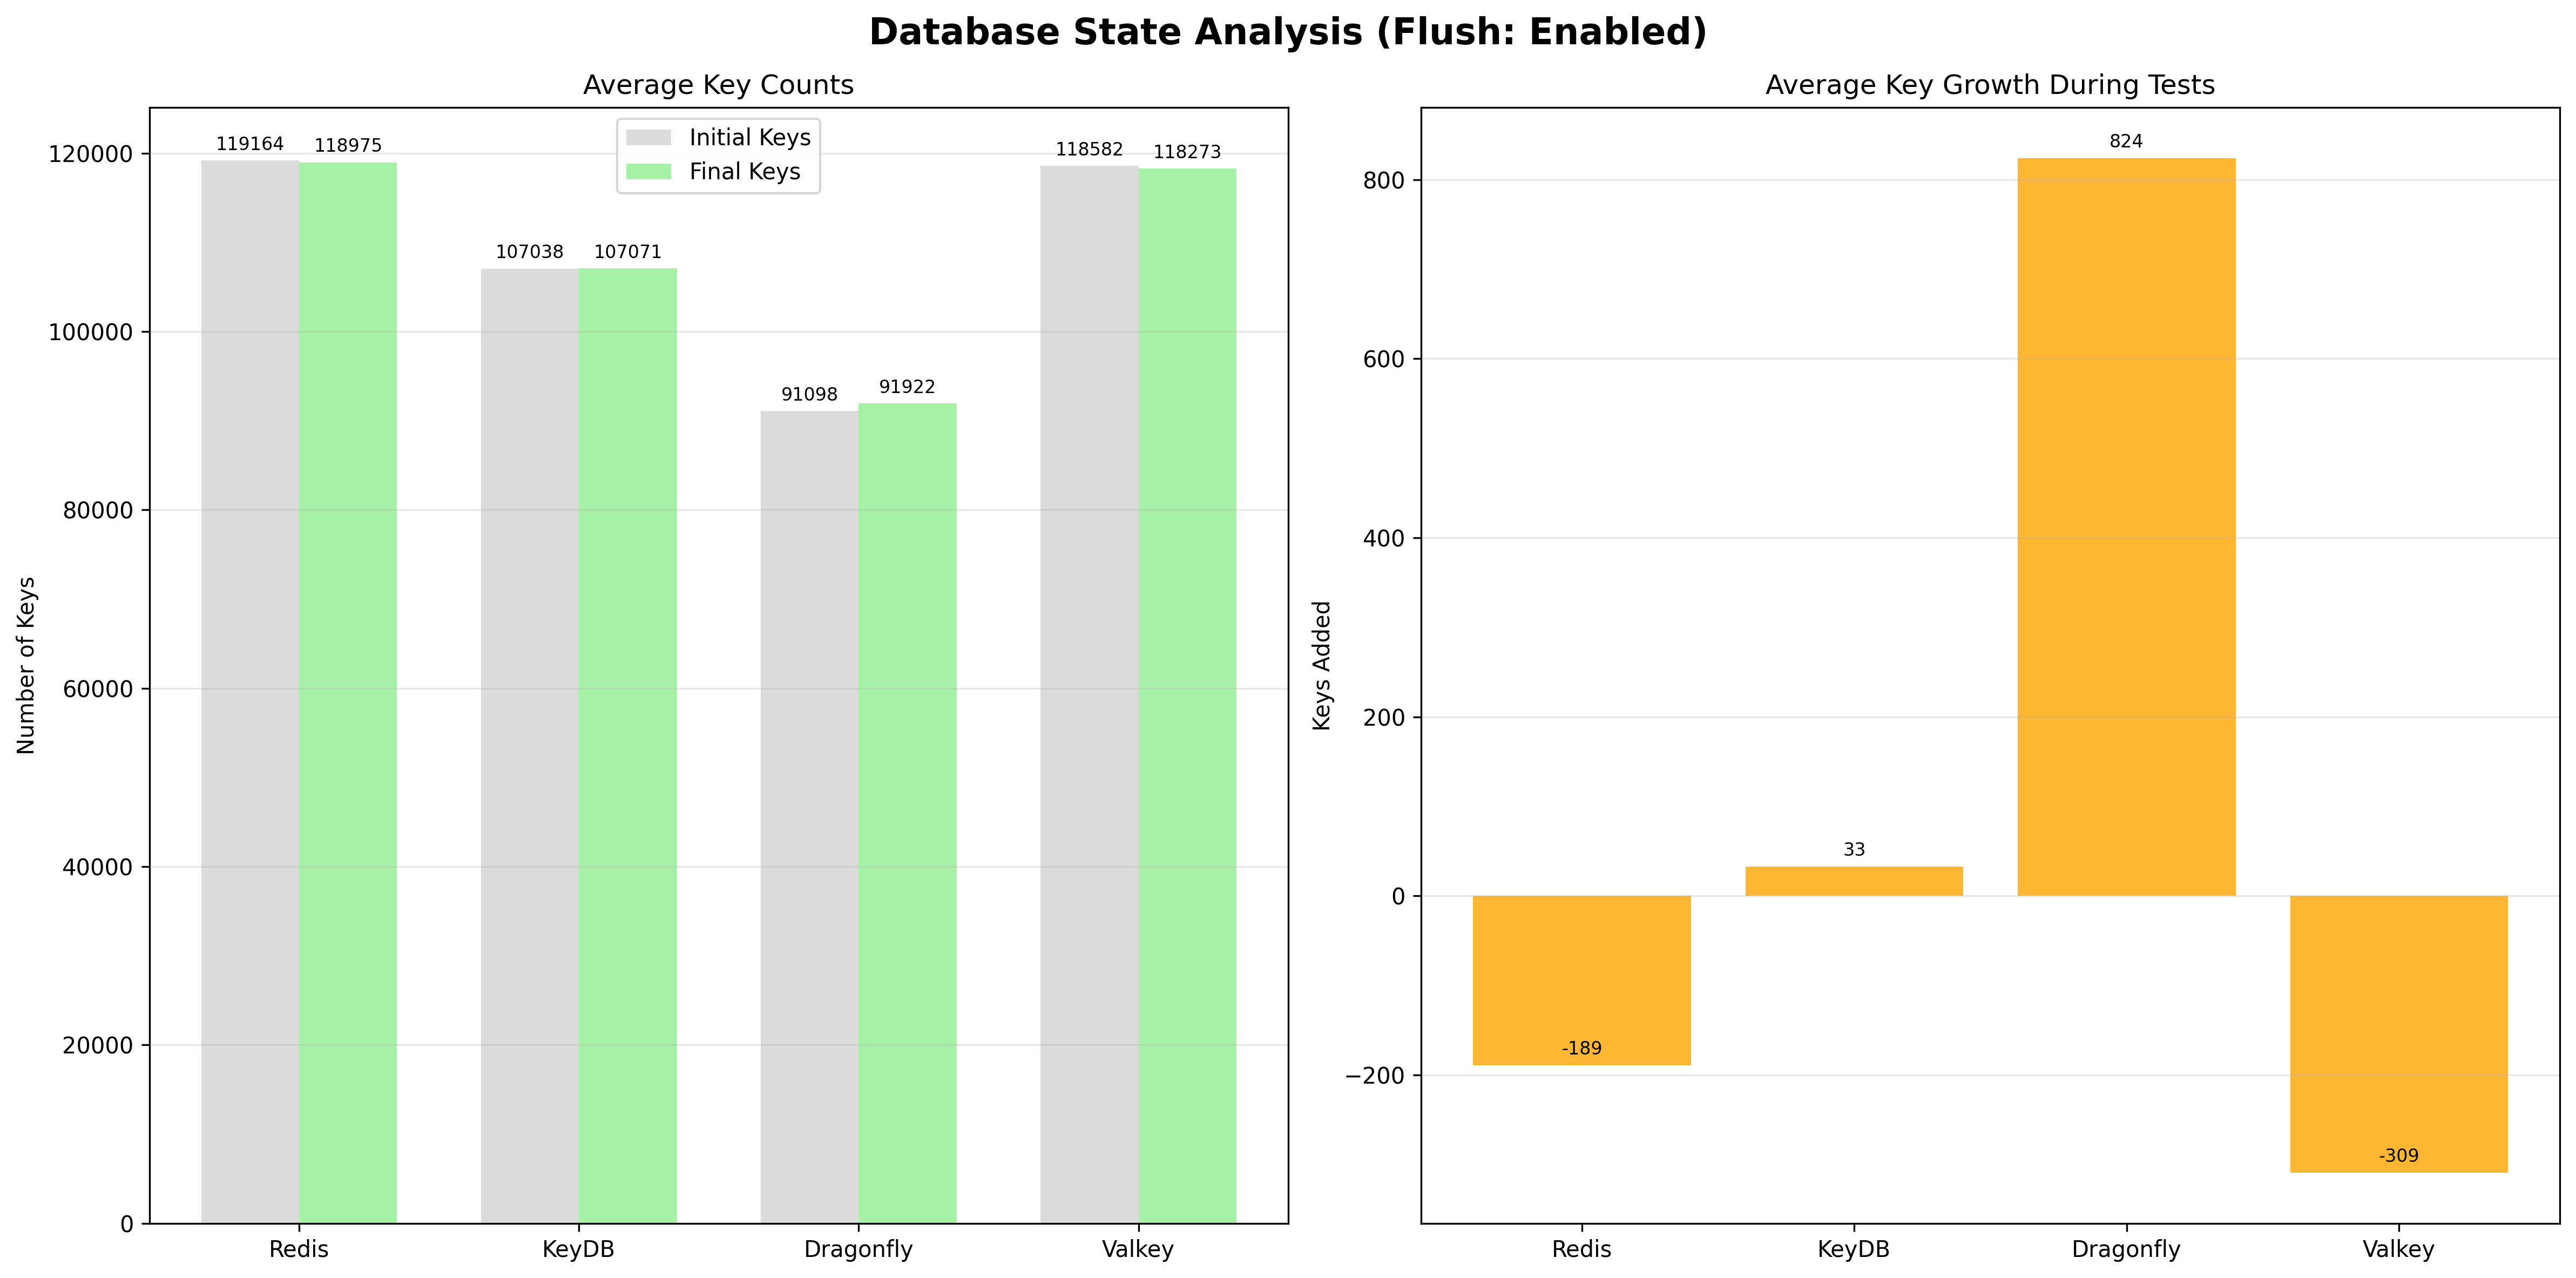 Database State Analysis (Flush: Enabled)
Average Key Counts
Number of Keys
120000
100000
80000
60000
40000
20000
0
Initial Keys
Final Keys
119164
118975
107038
107071
91098
91922
118582
118273
Redis
KeyDB
Dragonfly
Valkey
Average Key Growth During Tests
Keys Added
800
600
400
200
0
−200
-189
33
824
-309
Redis
KeyDB
Dragonfly
Valkey